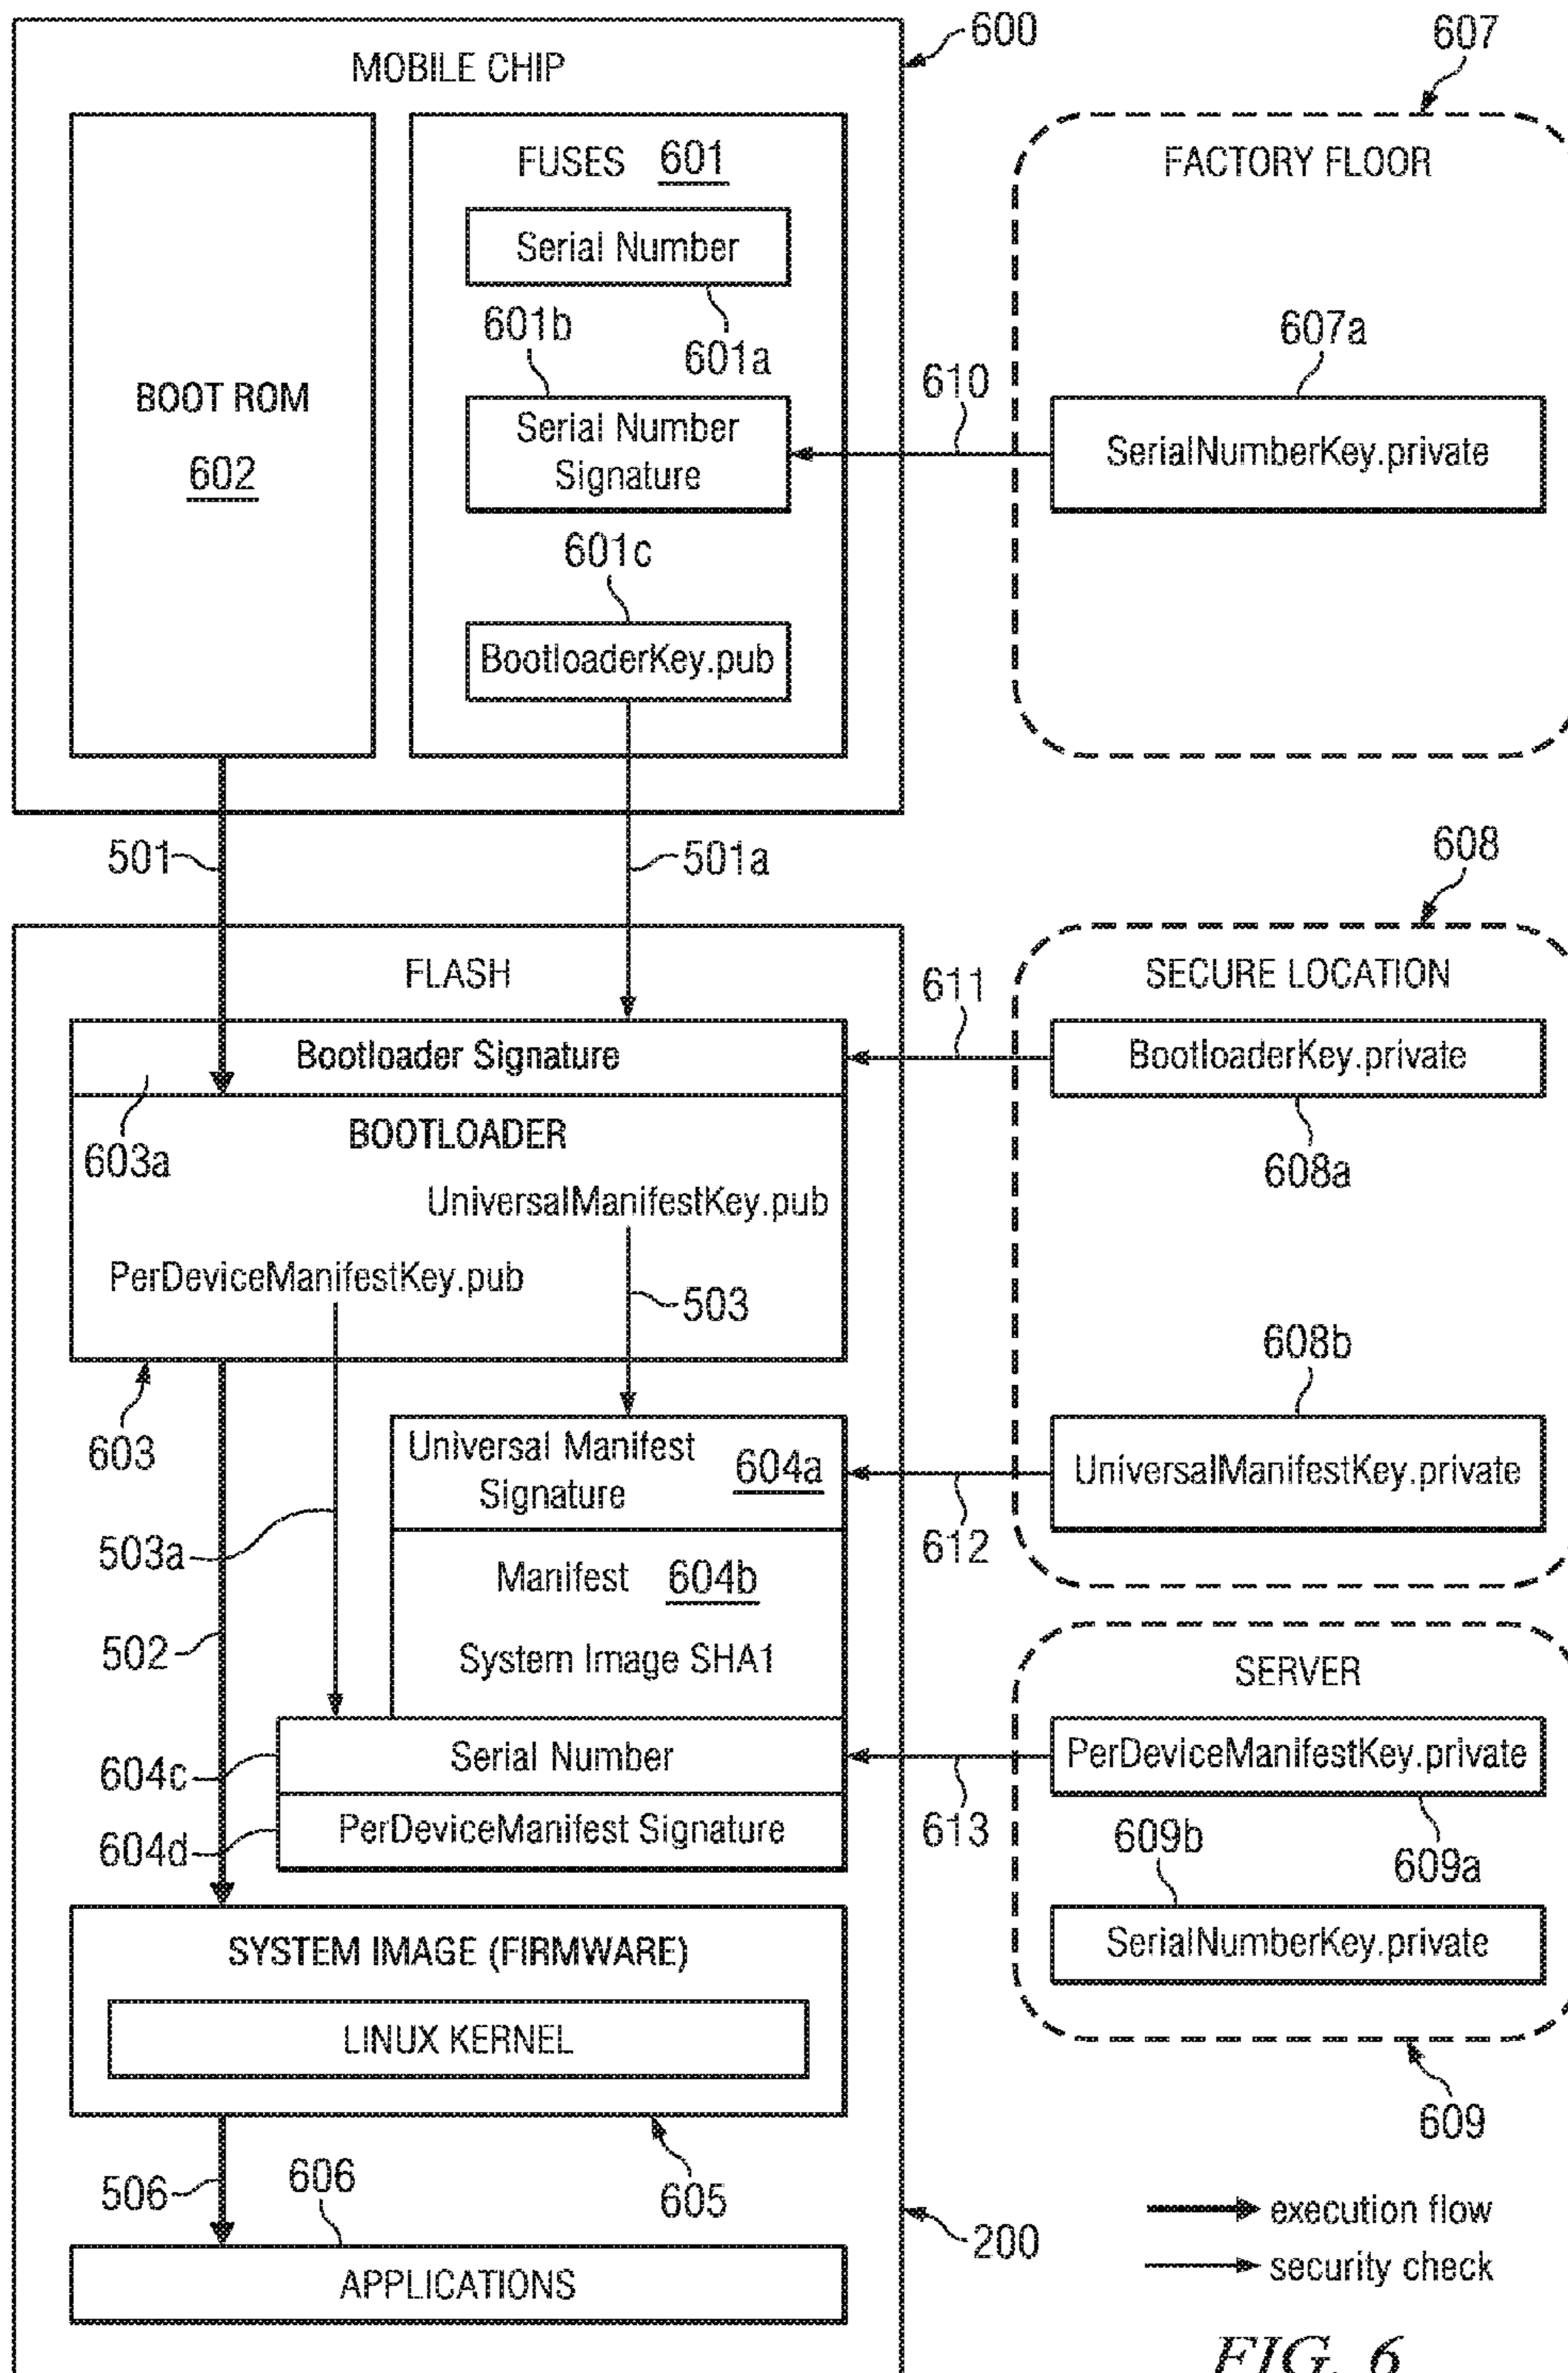 600
607
MOBILE CHIP
FUSES 601
FACTORY FLOOR
Serial Number
601b
601a
607a
BOOT ROM
602
Serial Number
Signature
610
SerialNumberKey.private
601c
BootloaderKey.pub
501
501a
608
FLASH
611
SECURE LOCATION
Bootloader Signature
BootloaderKey.private
603a
BOOTLOADER
608a
UniversalManifestKey.pub
PerDeviceManifestKey.pub
503
608b
603
Universal Manifest
Signature
604a
UniversalManifestKey.private
503a
612
Manifest 604b
502
System Image SHA1
SERVER
604c
Serial Number
PerDeviceManifestKey.private
604d
PerDeviceManifest Signature
613
609b
609a
SYSTEM IMAGE (FIRMWARE)
SerialNumberKey.private
LINUX KERNEL
609
506
606
605
200
execution flow
security check
APPLICATIONS
FIG. 6